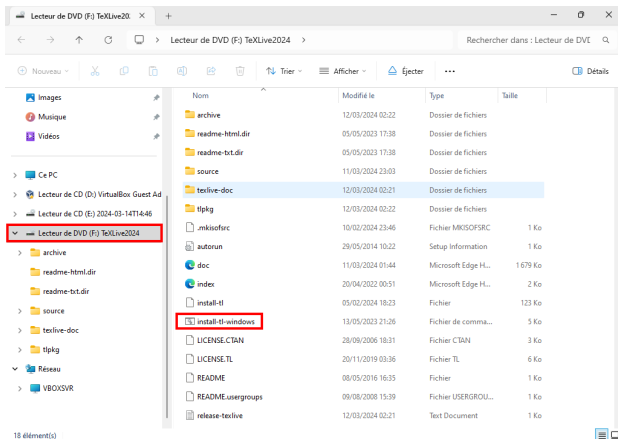 Lecteur de DVD (F:) TeXLive20:
Lecteur de DVD (F:) TeXLive2024
Rechercher dans : Lecteur de DVD
Nouveau
Trier
Afficher
Éjecter
Détails
Images
Musique
Vidéos
Ce PC
Lecteur de CD (D:) VirtualBox Guest Ad
Lecteur de CD (E:) 2024-03-14T14:46
Lecteur de DVD (F:) TeXLive2024
archive
readme-html.dir
readme-txt.dir
source
texlive-doc
tlpkg
Réseau
VBOXSVR
Nom Modifié le Type Taille
archive 12/03/2024 02:22 Dossier de fichiers
readme-html.dir 05/05/2023 17:38 Dossier de fichiers
readme-txt.dir 05/05/2023 17:38 Dossier de fichiers
source 11/03/2024 23:03 Dossier de fichiers
texlive-doc 12/03/2024 02:21 Dossier de fichiers
tlpkg 12/03/2024 02:22 Dossier de fichiers
.mkisofsrc 10/02/2024 23:46 Fichier MKISOFSRC 1 Ko
autorun 29/05/2014 10:22 Setup Information 1 Ko
doc 11/03/2024 01:44 Microsoft Edge H... 1 679 Ko
index 20/04/2022 00:51 Microsoft Edge H... 2 Ko
install-tl 05/02/2024 18:23 Fichier 123 Ko
install-tl-windows 13/05/2023 21:26 Fichier de comma... 5 Ko
LICENSE.CTAN 28/09/2006 18:31 Fichier CTAN 3 Ko
LICENSE.TL 20/11/2019 03:36 Fichier TL 6 Ko
README 08/05/2016 16:35 Fichier 1 Ko
README.usergroups 09/08/2008 15:39 Fichier USERGROU... 1 Ko
release-texlive 12/03/2024 02:21 Text Document 1 Ko
18 élément(s)